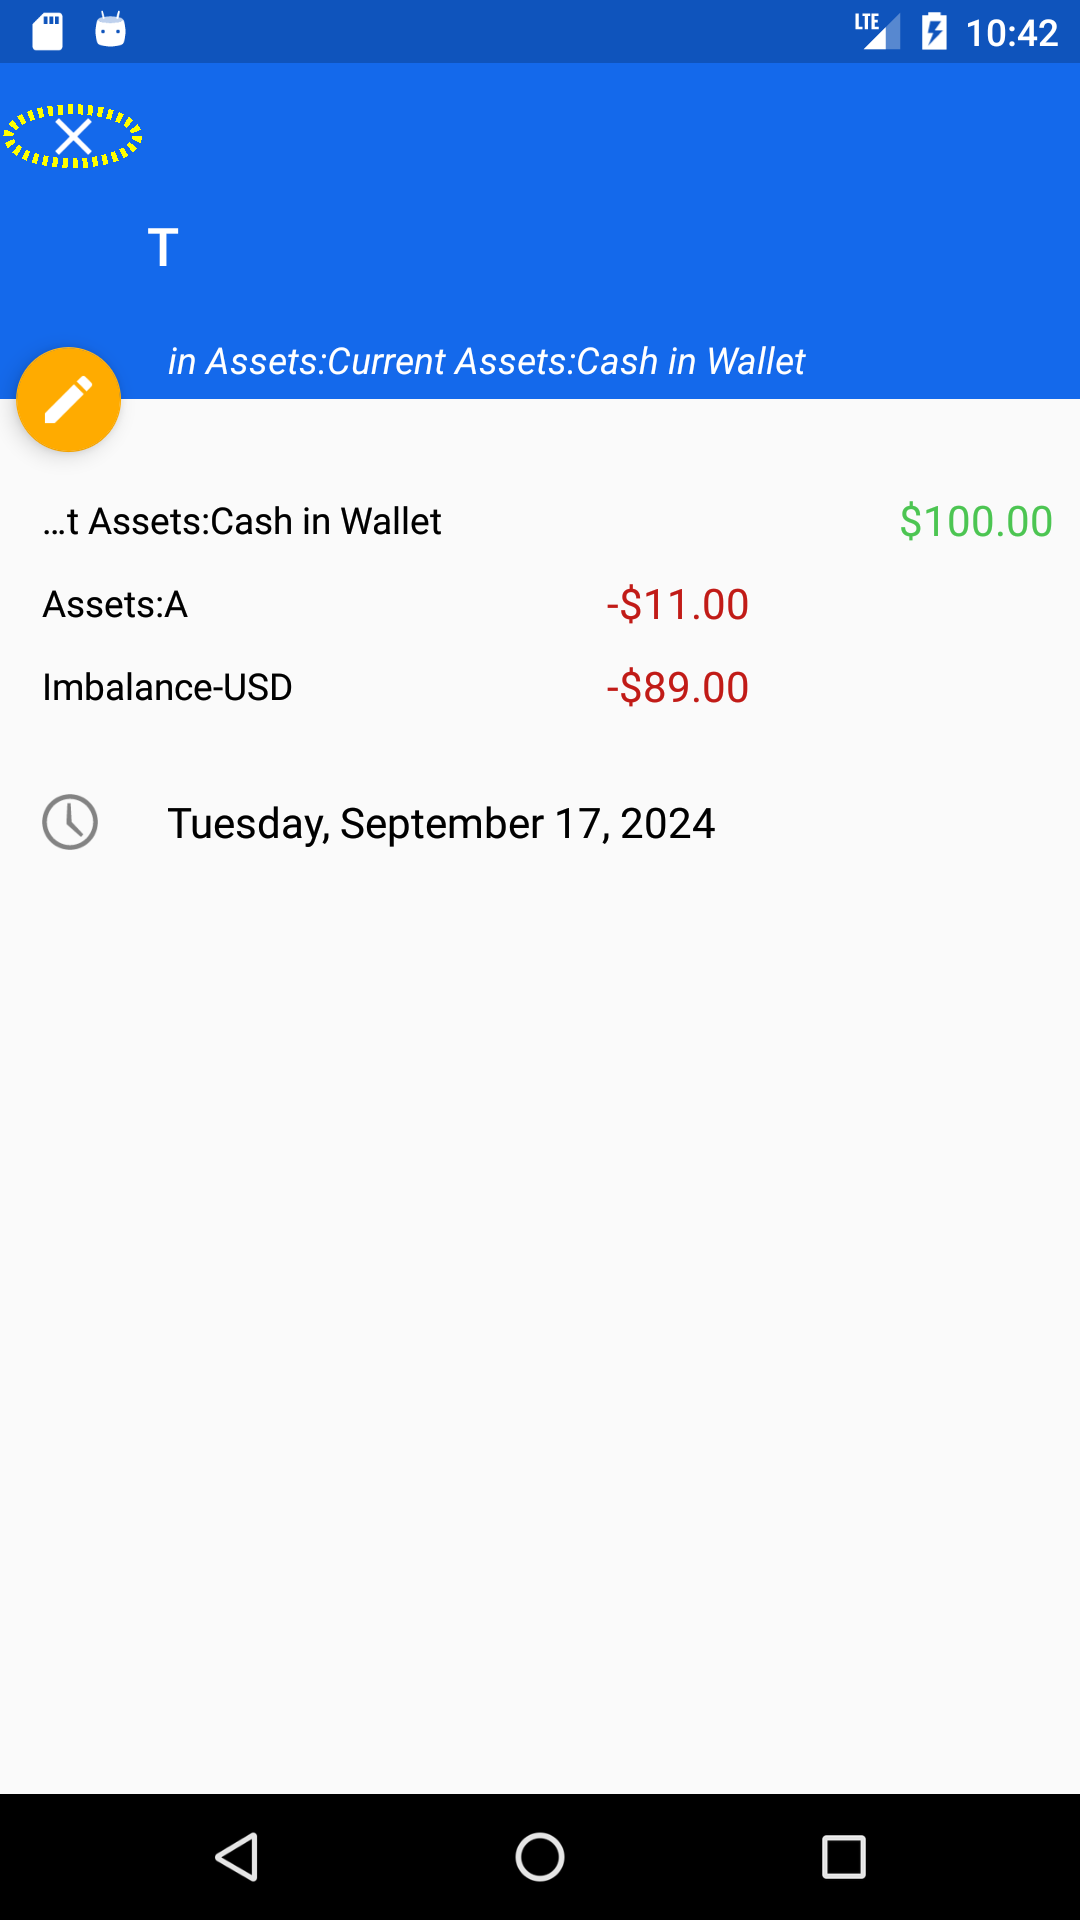 LTE 10:42
T
in Assets:Current Assets:Cash in Wallet
…t Assets:Cash in Wallet $100.00
Assets:A -$11.00
Imbalance-USD -$89.00
Tuesday, September 17, 2024